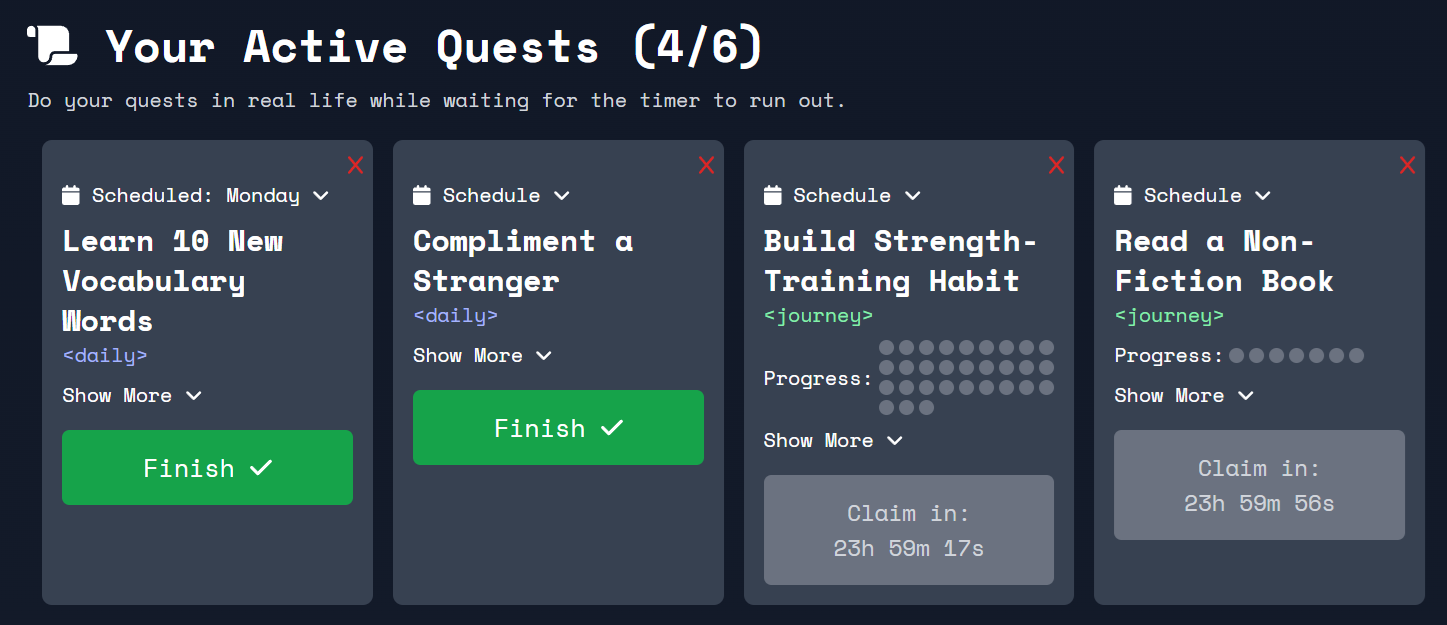 Your Active Quests (4/6)
Do your quests in real life while waiting for the timer to run out.
X
Scheduled: Monday
Learn 10 New
Vocabulary
Words
<daily>
Show More
Finish
X
Schedule
Compliment a
Stranger
<daily>
Show More
Finish
X
Schedule
Build Strength-
Training Habit
<journey>
Progress:
Show More
Claim in:
23h 59m 17s
X
Schedule
Read a Non-
Fiction Book
<journey>
Progress:
Show More
Claim in:
23h 59m 56s